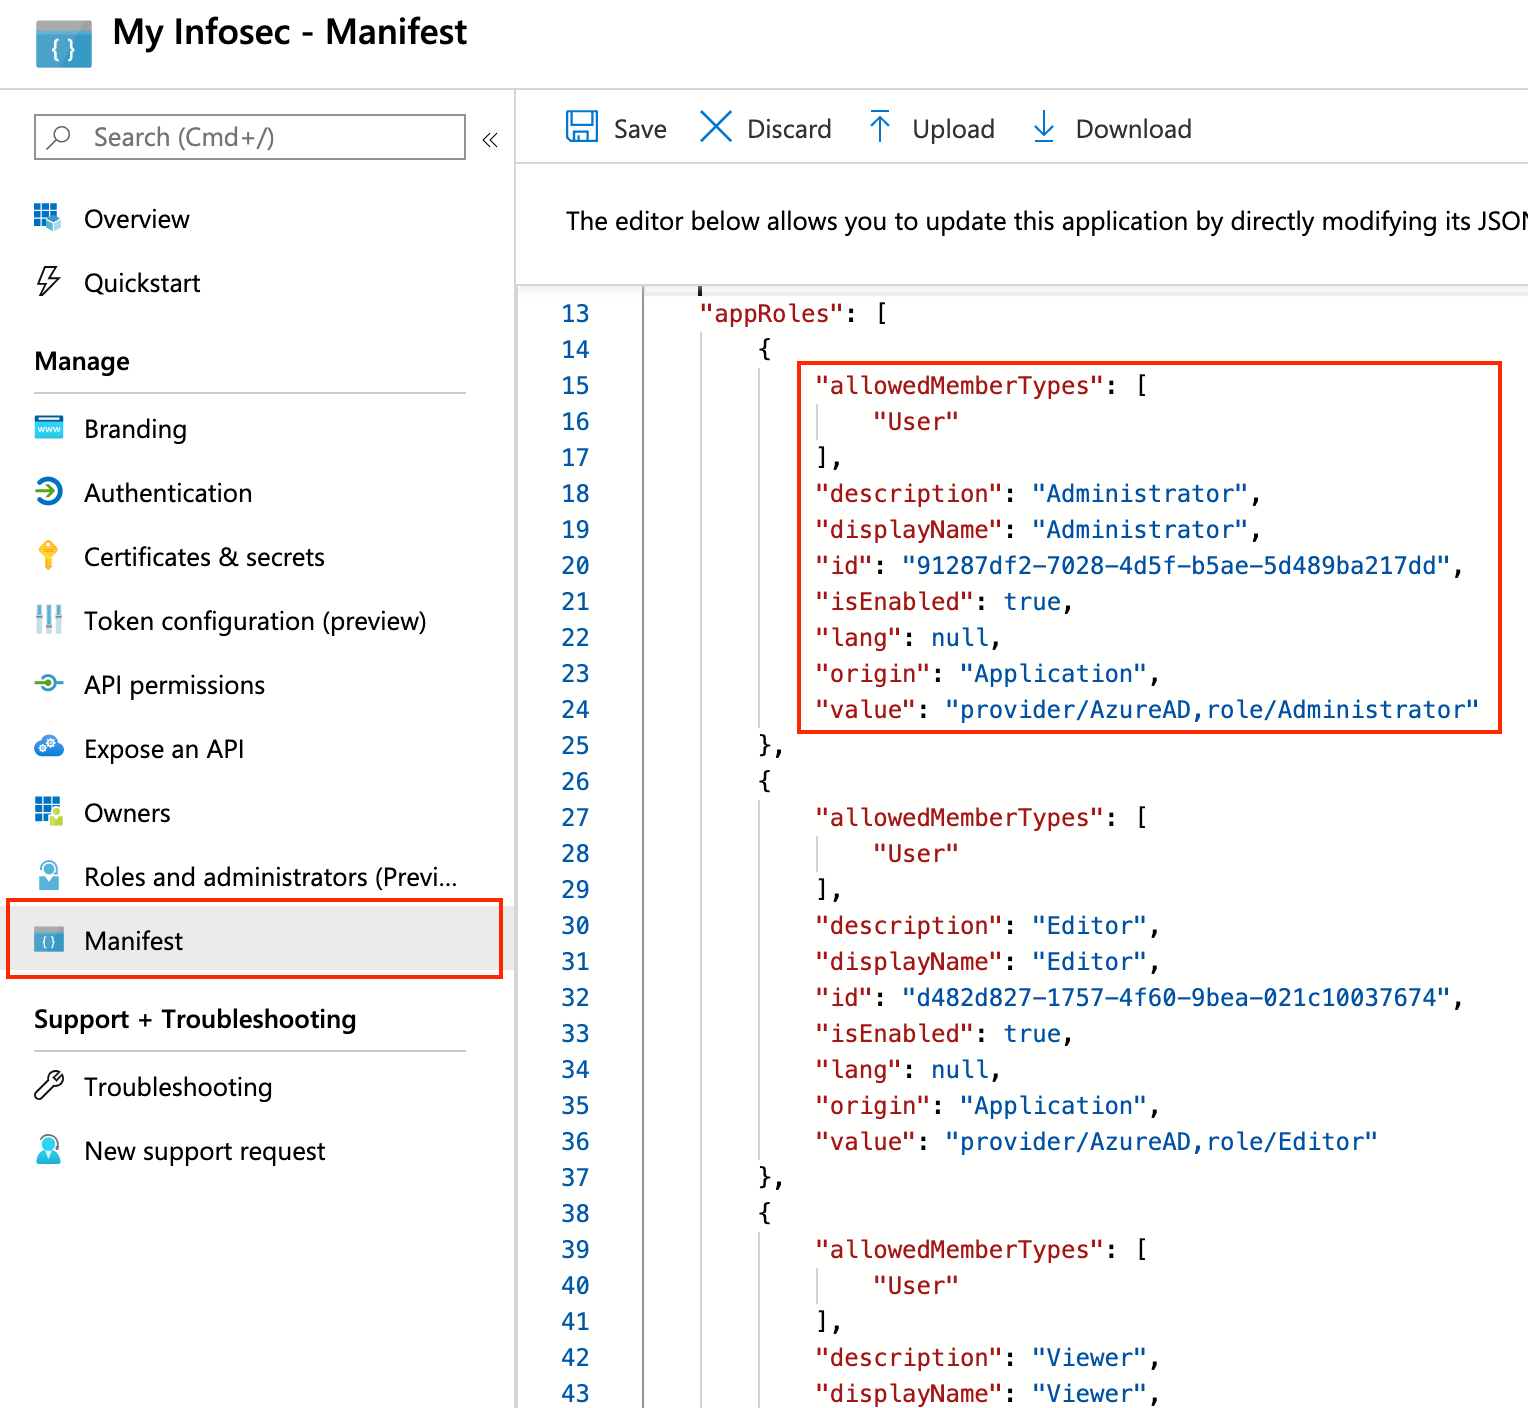 My Infosec - Manifest
Search (Cmd+/)
«
Overview
Quickstart
Manage
Branding
Authentication
Certificates & secrets
Token configuration (preview)
API permissions
Expose an API
Owners
Roles and administrators (Previ...
Manifest
Support + Troubleshooting
Troubleshooting
New support request
Save Discard Upload Download
The editor below allows you to update this application by directly modifying its JSON
13 "appRoles": [
14 {
15 "allowedMemberTypes": [
16 "User"
17 ],
18 "description": "Administrator",
19 "displayName": "Administrator",
20 "id": "91287df2-7028-4d5f-b5ae-5d489ba217dd",
21 "isEnabled": true,
22 "lang": null,
23 "origin": "Application",
24 "value": "provider/AzureAD,role/Administrator"
25 },
26 {
27 "allowedMemberTypes": [
28 "User"
29 ],
30 "description": "Editor",
31 "displayName": "Editor",
32 "id": "d482d827-1757-4f60-9bea-021c10037674",
33 "isEnabled": true,
34 "lang": null,
35 "origin": "Application",
36 "value": "provider/AzureAD,role/Editor"
37 },
38 {
39 "allowedMemberTypes": [
40 "User"
41 ],
42 "description": "Viewer",
43 "displayName": "Viewer",